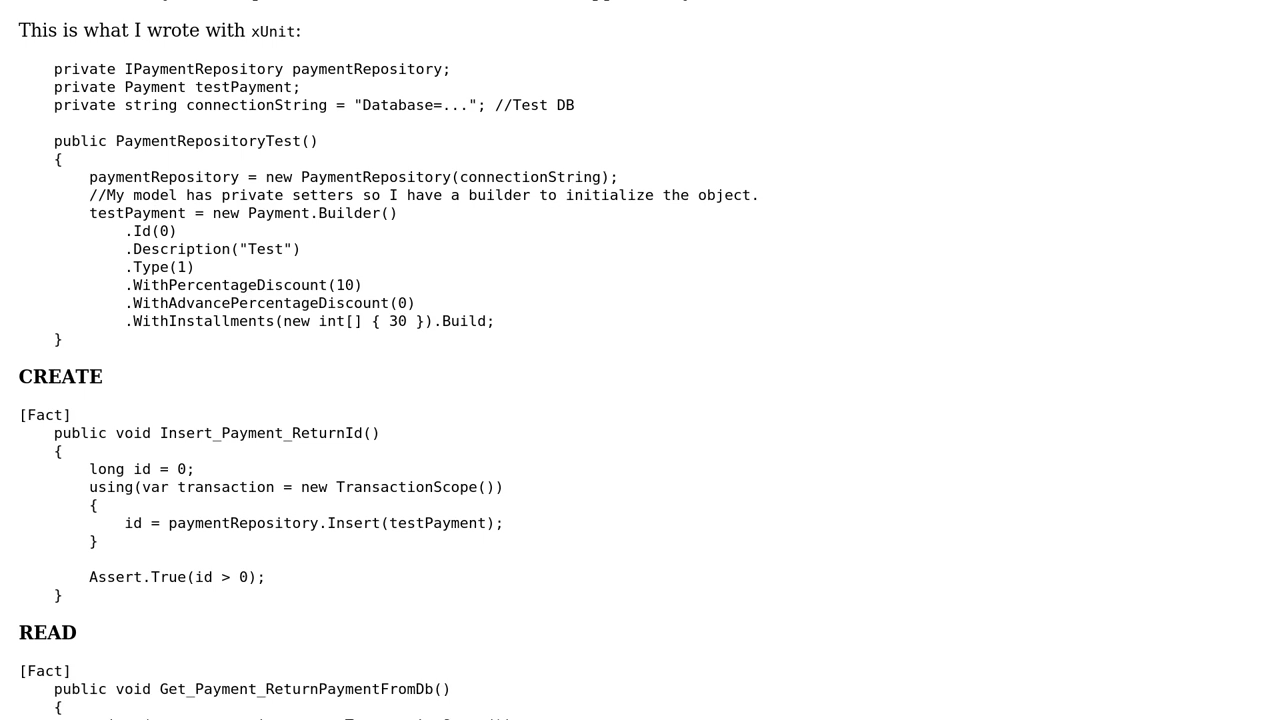 This is what I wrote with xUnit:
private IPaymentRepository paymentRepository;
private Payment testPayment;
private string connectionString = "Database=..."; //Test DB
public PaymentRepositoryTest()
{
paymentRepository = new PaymentRepository(connectionString);
//My model has private setters so I have a builder to initialize the object.
testPayment = new Payment.Builder()
.Id(0)
.Description("Test")
.Type(1)
.WithPercentageDiscount(10)
.WithAdvancePercentageDiscount(0)
.WithInstallments(new int[] { 30 }).Build;
}
CREATE
[Fact]
public void Insert_Payment_ReturnId()
{
long id = 0;
using(var transaction = new TransactionScope())
{
id = paymentRepository.Insert(testPayment);
}
Assert.True(id > 0);
}
READ
[Fact]
public void Get_Payment_ReturnPaymentFromDb()
{